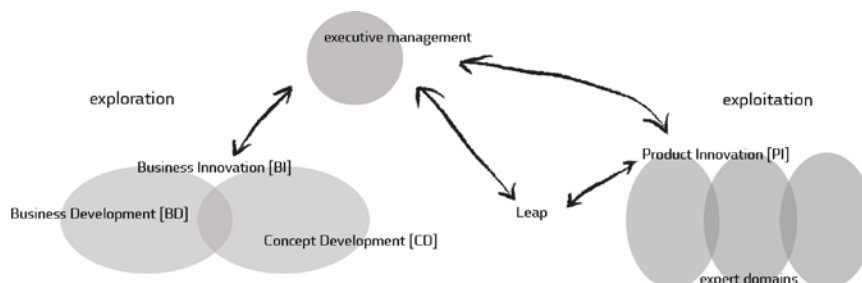 executive management
exploration
exploitation
Business Innovation [BI]
Product Innovation [PI]
Business Development [BD]
Leap
Concept Development [CD]
expert domains